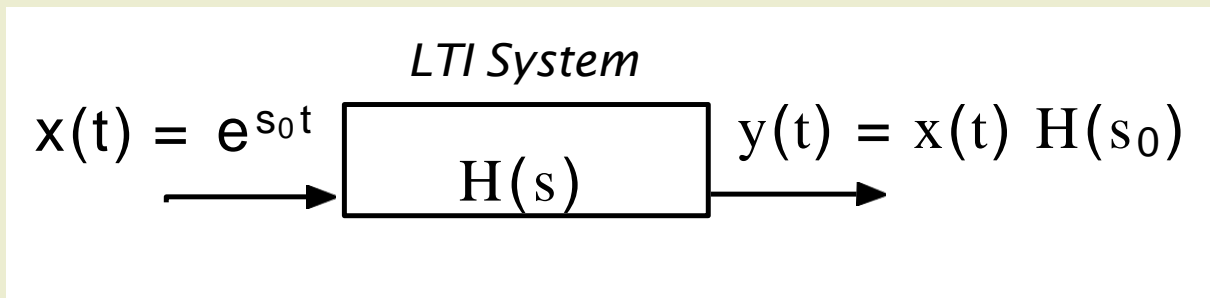 LTI System
x(t) = e^{s₀t}
H(s)
y(t) = x(t) H(s₀)